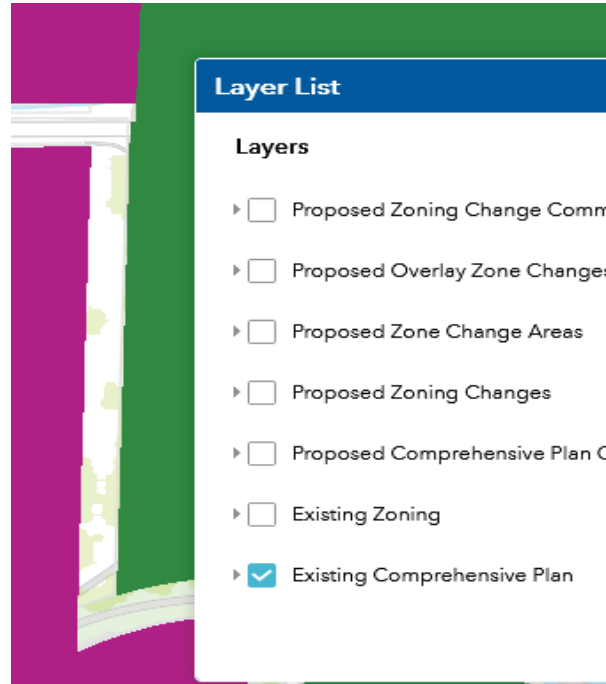 Layer List
Layers
Proposed Zoning Change Comm
Proposed Overlay Zone Changes
Proposed Zone Change Areas
Proposed Zoning Changes
Proposed Comprehensive Plan
Existing Zoning
Existing Comprehensive Plan